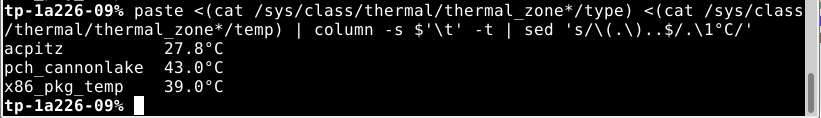 tp-1a226-09% paste <(cat /sys/class/thermal/thermal_zone*/type) <(cat /sys/class
/thermal/thermal_zone*/temp) | column -s $'\t' -t | sed 's/\(.\)..$/.\1°C/'
acpitz          27.8°C
pch_cannonlake  43.0°C
x86_pkg_temp    39.0°C
tp-1a226-09%